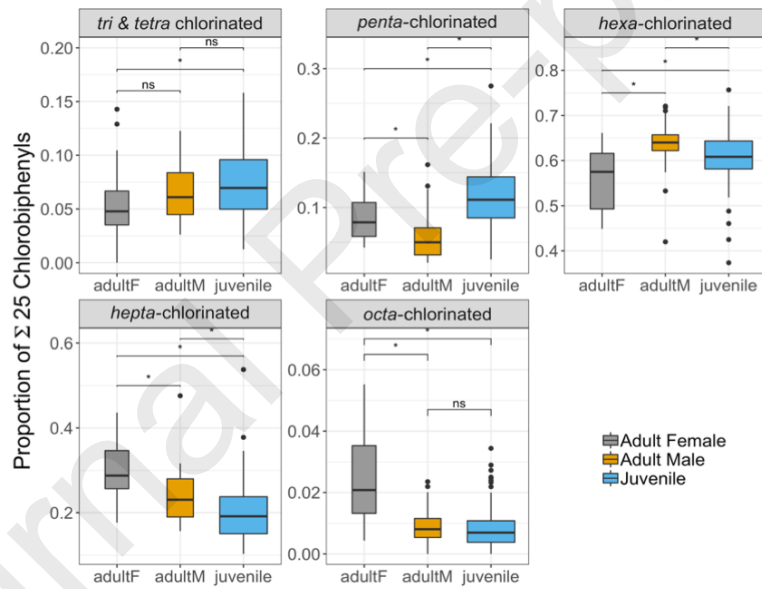 tri & tetra chlorinated
penta-chlorinated
hexa-chlorinated
Proportion of Σ 25 Chlorobiphenyls
0.20
0.15
0.10
0.05
0.00
ns
*
ns
adultF adultM juvenile
0.3
0.2
0.1
*
*
*
adultF adultM juvenile
0.8
0.7
0.6
0.5
0.4
*
*
*
adultF adultM juvenile
hepta-chlorinated
octa-chlorinated
0.6
0.4
0.2
*
*
*
adultF adultM juvenile
0.06
0.04
0.02
0.00
*
*
ns
adultF adultM juvenile
Adult Female
Adult Male
Juvenile
urnal Pre-p